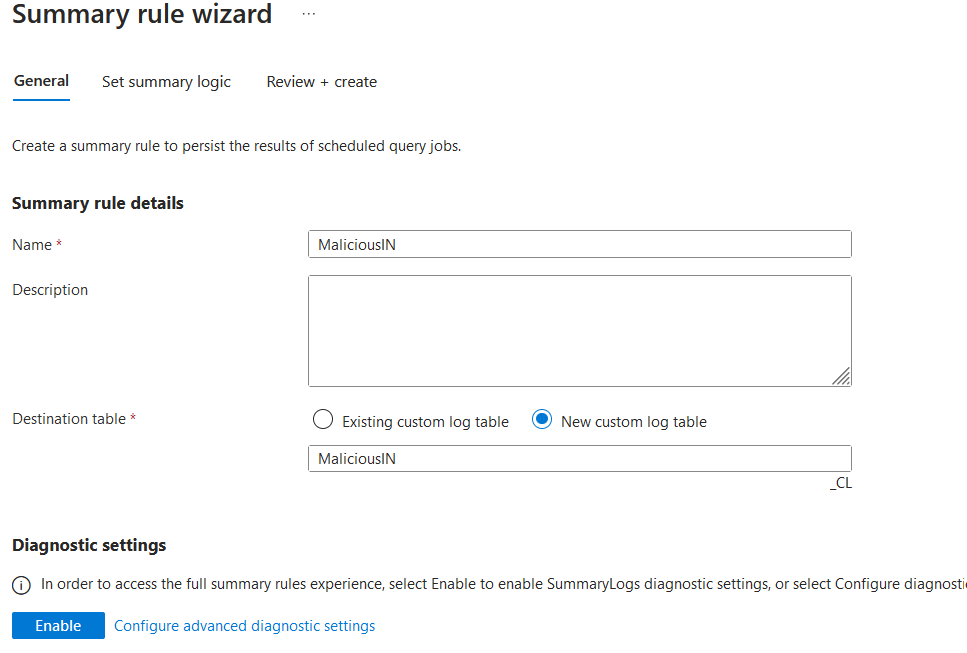 Summary rule wizard ...
General Set summary logic Review + create
Create a summary rule to persist the results of scheduled query jobs.
Summary rule details
Name * MaliciousIN
Description
Destination table * Existing custom log table New custom log table
MaliciousIN
_CL
Diagnostic settings
In order to access the full summary rules experience, select Enable to enable SummaryLogs diagnostic settings, or select Configure diagnosti
Enable Configure advanced diagnostic settings